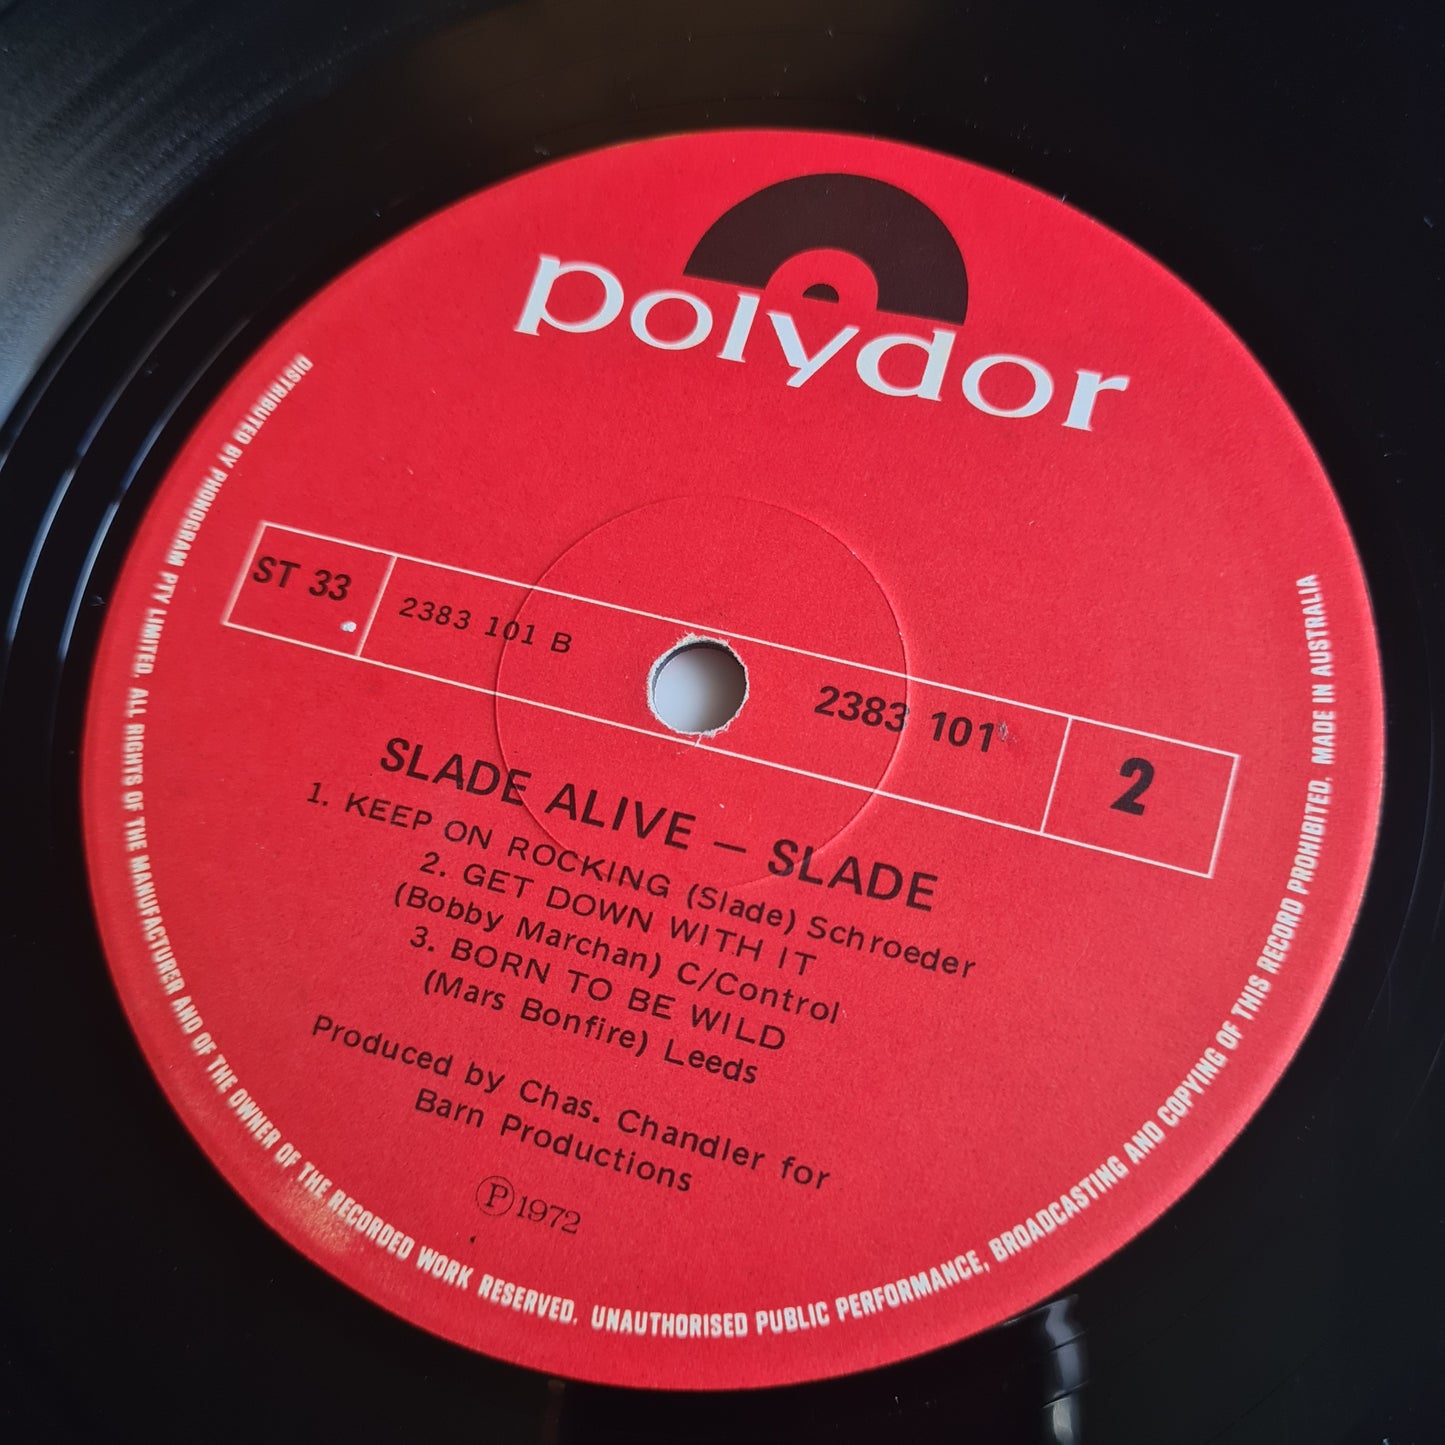 polydor
ST 33
2383 101 B
2383 101
2
SLADE ALIVE – SLADE
1. KEEP ON ROCKING (Slade) Schroeder
2. GET DOWN WITH IT
(Bobby Marchan) C/Control
3. BORN TO BE WILD
(Mars Bonfire) Leeds
Produced by Chas. Chandler for
Barn Productions
Ⓟ 1972
DISTRIBUTED BY PHONOGRAM PTY LIMITED. ALL RIGHTS OF THE MANUFACTURER AND OF THE OWNER OF THE RECORDED WORK RESERVED. UNAUTHORISED PUBLIC PERFORMANCE, BROADCASTING AND COPYING OF THIS RECORD PROHIBITED. MADE IN AUSTRALIA